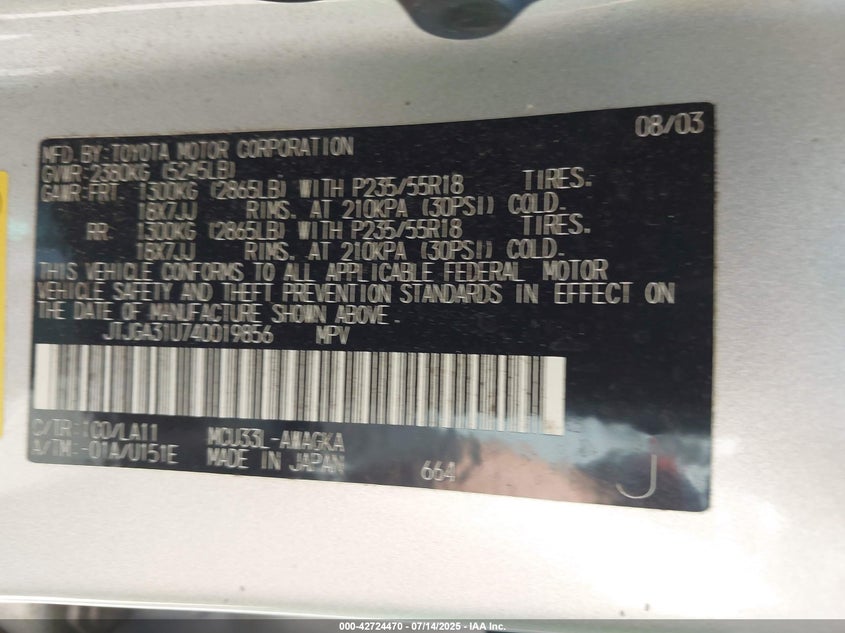 08/03
MFD.BY:TOYOTA MOTOR CORPORATION
GVWR:2380KG (5245LB)
GAWR-FRT. 1300KG (2865LB) WITH P235/55R18 TIRES.
18X7JJ RIMS. AT 210KPA (30PSI) COLD.
RR. 1300KG (2865LB) WITH P235/55R18 TIRES.
18X7JJ RIMS. AT 210KPA (30PSI) COLD.
THIS VEHICLE CONFORMS TO ALL APPLICABLE FEDERAL MOTOR
VEHICLE SAFETY AND THEFT PREVENTION STANDARDS IN EFFECT ON
THE DATE OF MANUFACTURE SHOWN ABOVE.
JTJGA31U740019856 MPV
C/TR:1C0/LA11 MCU33L-AWAGKA
A/TM:-01A/U151E MADE IN JAPAN 664 J
000-42724470 - 07/14/2025 - IAA Inc.